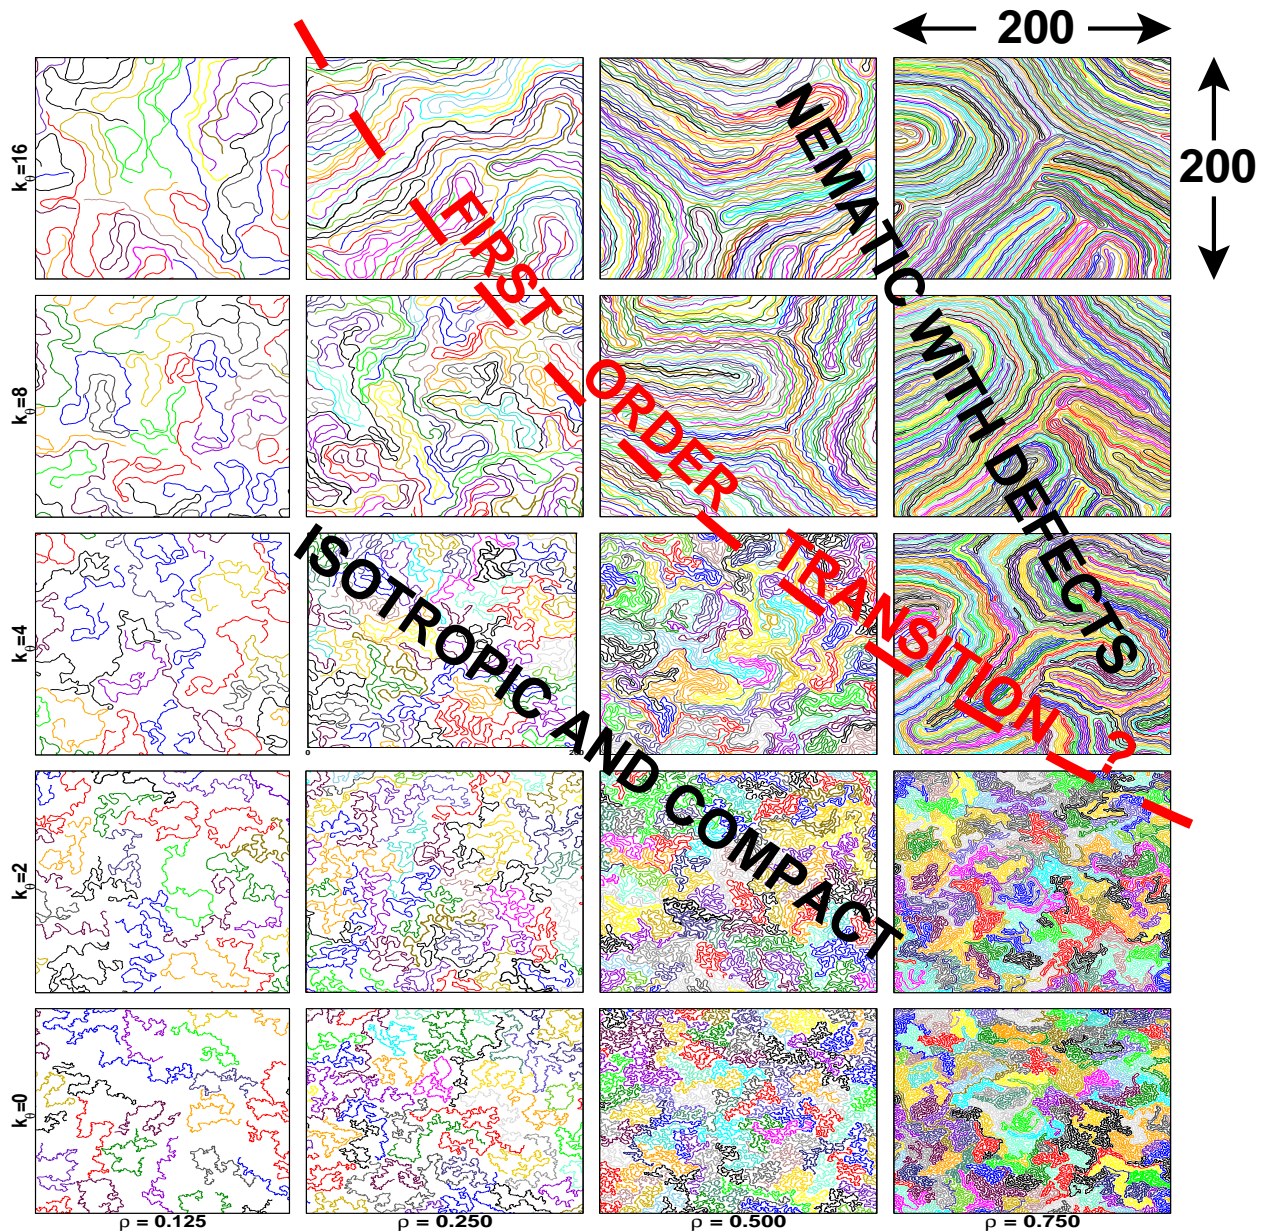 200
200
k_θ=16
k_θ=8
k_θ=4
k_θ=2
k_θ=0
FIRST ORDER TRANSITION ?
NEMATIC WITH DEFECTS
ISOTROPIC AND COMPACT
ρ = 0.125
ρ = 0.250
ρ = 0.500
ρ = 0.750